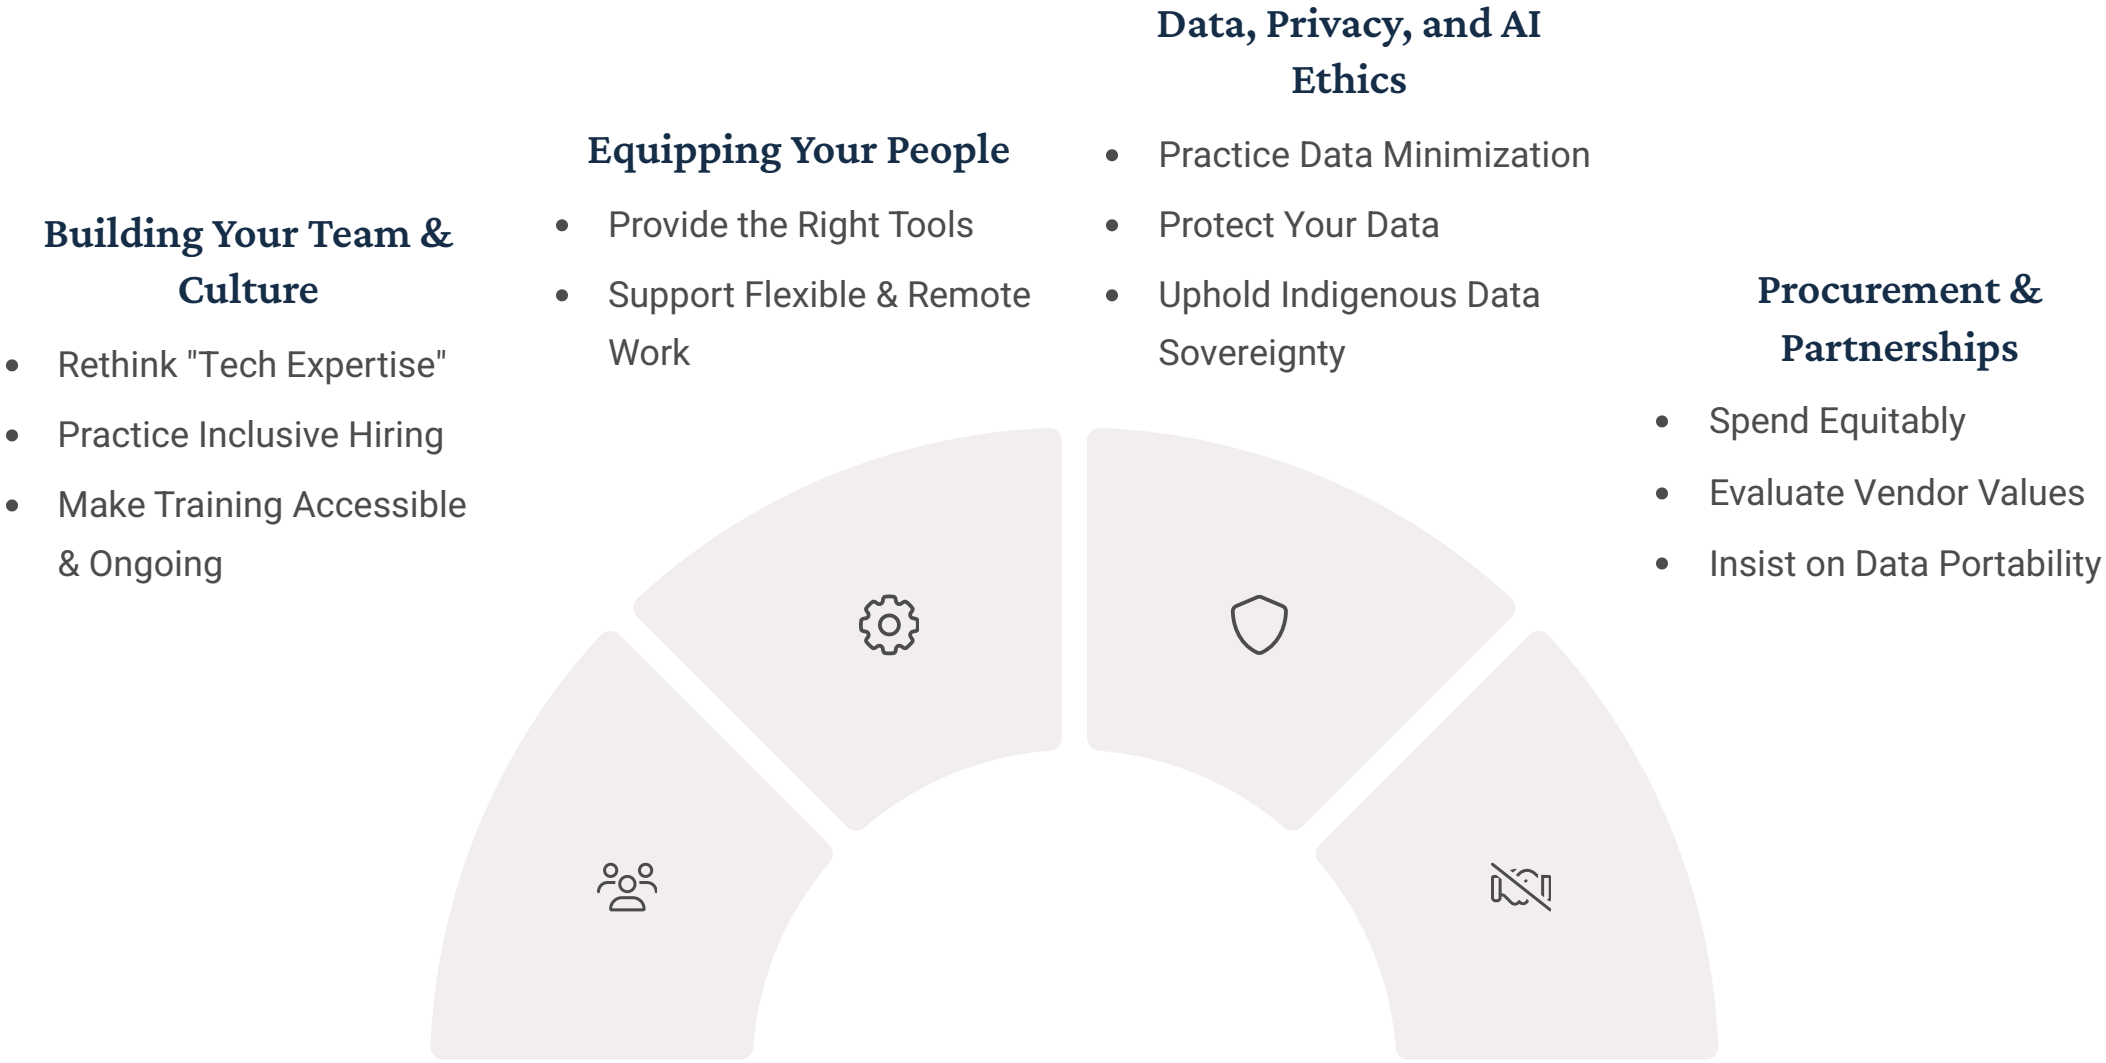 Building Your Team &
Culture
Rethink "Tech Expertise"
Practice Inclusive Hiring
Make Training Accessible
& Ongoing
Equipping Your People
Provide the Right Tools
Support Flexible & Remote
Work
Data, Privacy, and AI
Ethics
Practice Data Minimization
Protect Your Data
Uphold Indigenous Data
Sovereignty
Procurement &
Partnerships
Spend Equitably
Evaluate Vendor Values
Insist on Data Portability